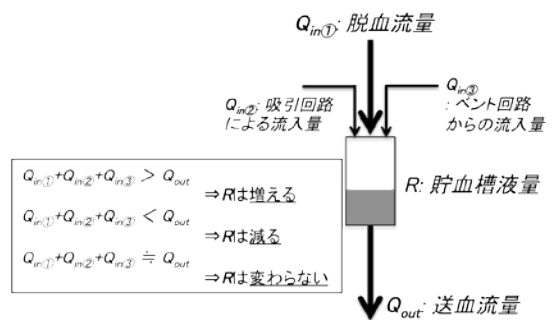 Qin①: 脱血流量
Qin②: 吸引回路
による流入量
Qin③
: ベント回路
からの流入量
R: 貯血槽液量
Qin①+Qin②+Qin③ > Qout
⇒Rは増える
Qin①+Qin②+Qin③ < Qout
⇒Rは減る
Qin①+Qin②+Qin③ ≒ Qout
⇒Rは変わらない
Qout: 送血流量